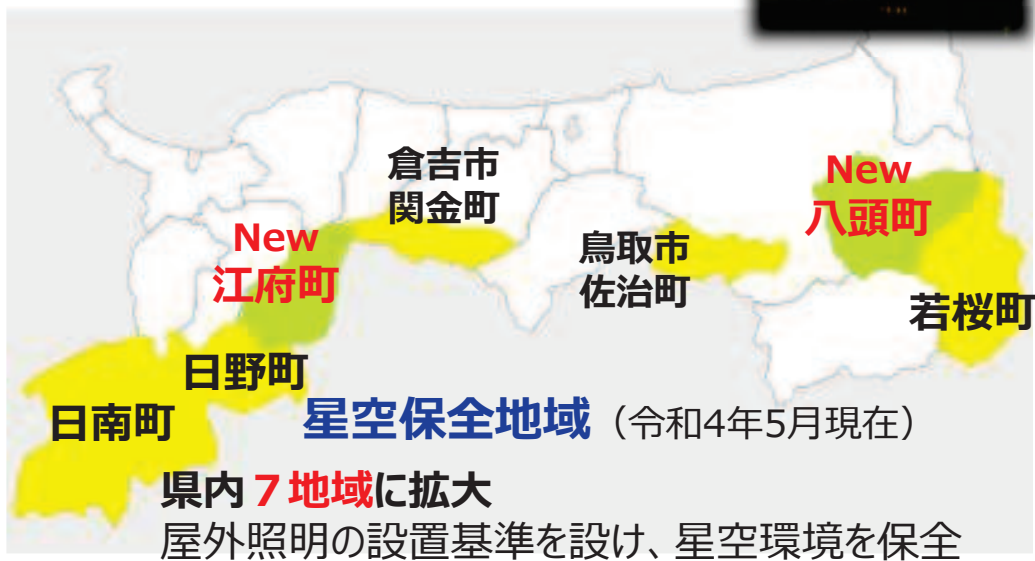 倉吉市
関金町
New
八頭町
New
江府町
鳥取市
佐治町
若桜町
日野町
日南町
星空保全地域（令和4年5月現在）
県内７地域に拡大
屋外照明の設置基準を設け、星空環境を保全